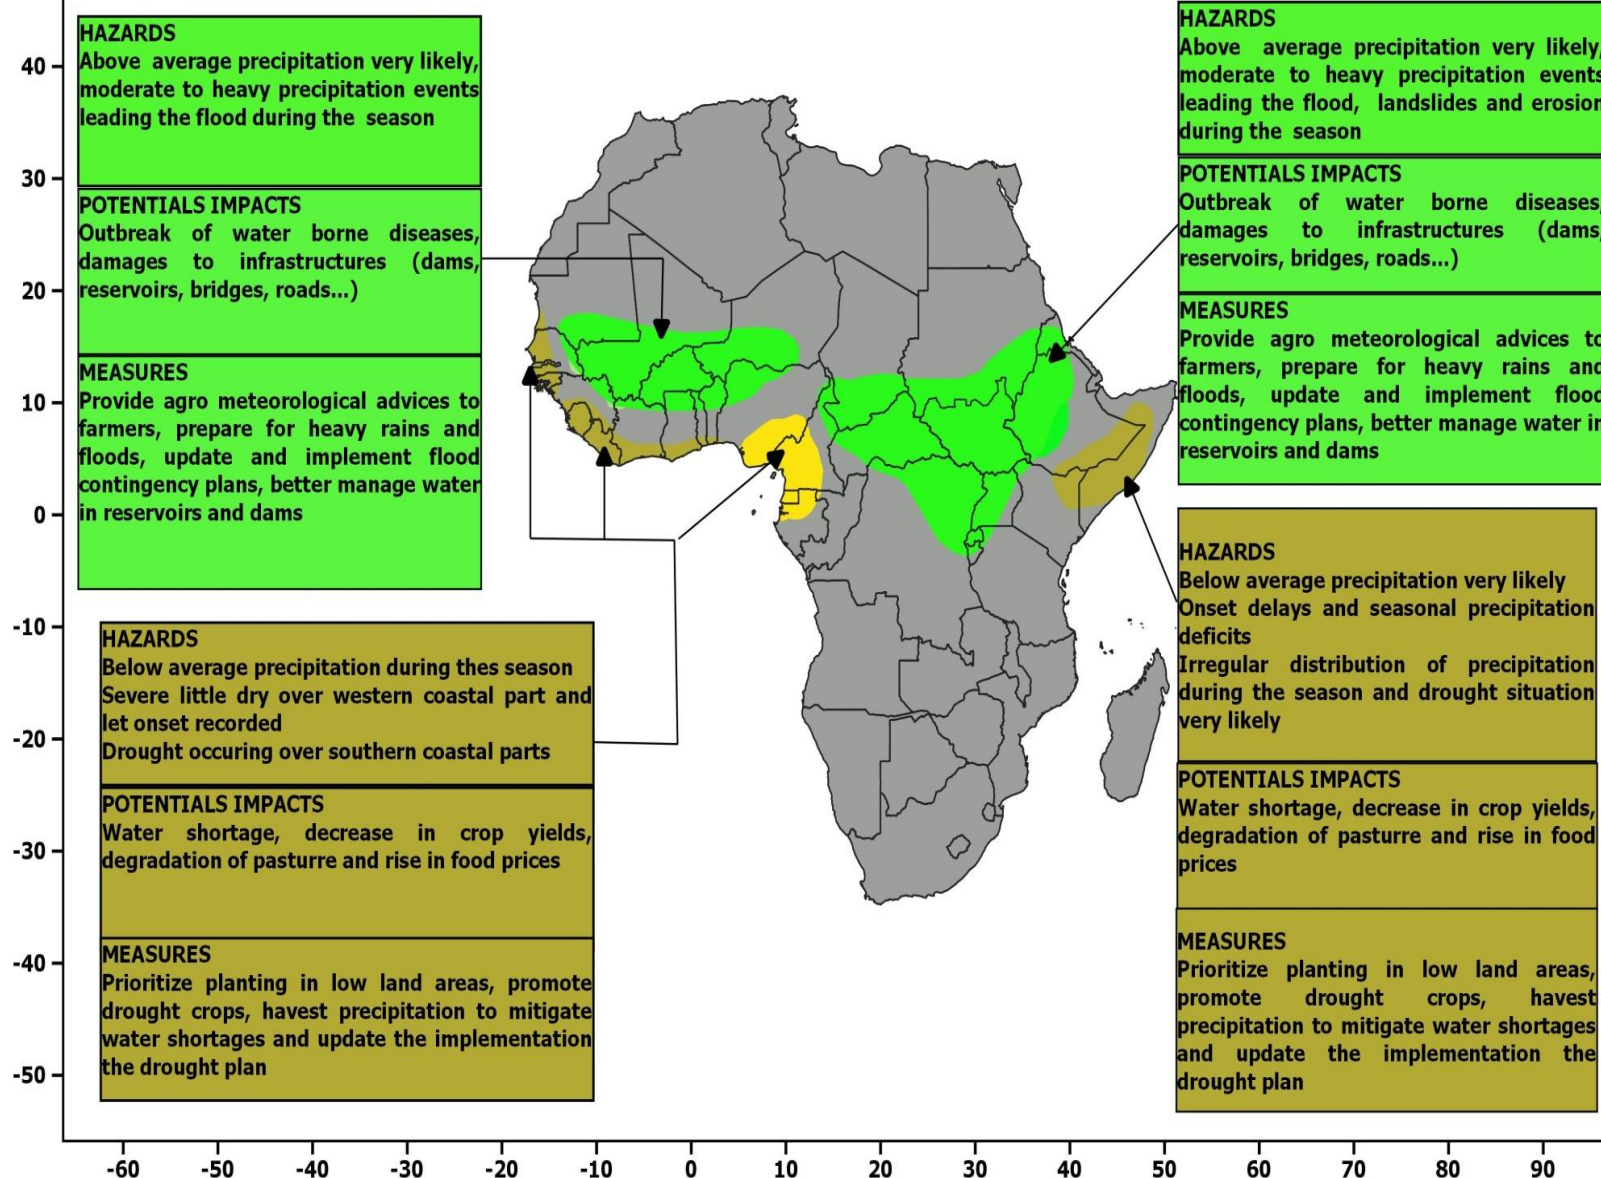 HAZARDS
Above average precipitation very likely,
moderate to heavy precipitation events
leading the flood during the season
POTENTIALS IMPACTS
Outbreak of water borne diseases,
damages to infrastructures (dams,
reservoirs, bridges, roads...)
MEASURES
Provide agro meteorological advices to
farmers, prepare for heavy rains and
floods, update and implement flood
contingency plans, better manage water
in reservoirs and dams
HAZARDS
Below average precipitation during thes season
Severe little dry over western coastal part and
let onset recorded
Drought occuring over southern coastal parts
POTENTIALS IMPACTS
Water shortage, decrease in crop yields,
degradation of pasturre and rise in food prices
MEASURES
Prioritize planting in low land areas, promote
drought crops, havest precipitation to mitigate
water shortages and update the implementation
the drought plan
HAZARDS
Above average precipitation very likely,
moderate to heavy precipitation events
leading the flood, landslides and erosion
during the season
POTENTIALS IMPACTS
Outbreak of water borne diseases,
damages to infrastructures (dams,
reservoirs, bridges, roads...)
MEASURES
Provide agro meteorological advices to
farmers, prepare for heavy rains and
floods, update and implement flood
contingency plans, better manage water in
reservoirs and dams
HAZARDS
Below average precipitation very likely
Onset delays and seasonal precipitation
deficits
Irregular distribution of precipitation
during the season and drought situation
very likely
POTENTIALS IMPACTS
Water shortage, decrease in crop yields,
degradation of pasturre and rise in food
prices
MEASURES
Prioritize planting in low land areas,
promote drought crops, havest
precipitation to mitigate water shortages
and update the implementation the
drought plan
40
30
20
10
0
-10
-20
-30
-40
-50
-60 -50 -40 -30 -20 -10 0 10 20 30 40 50 60 70 80 90